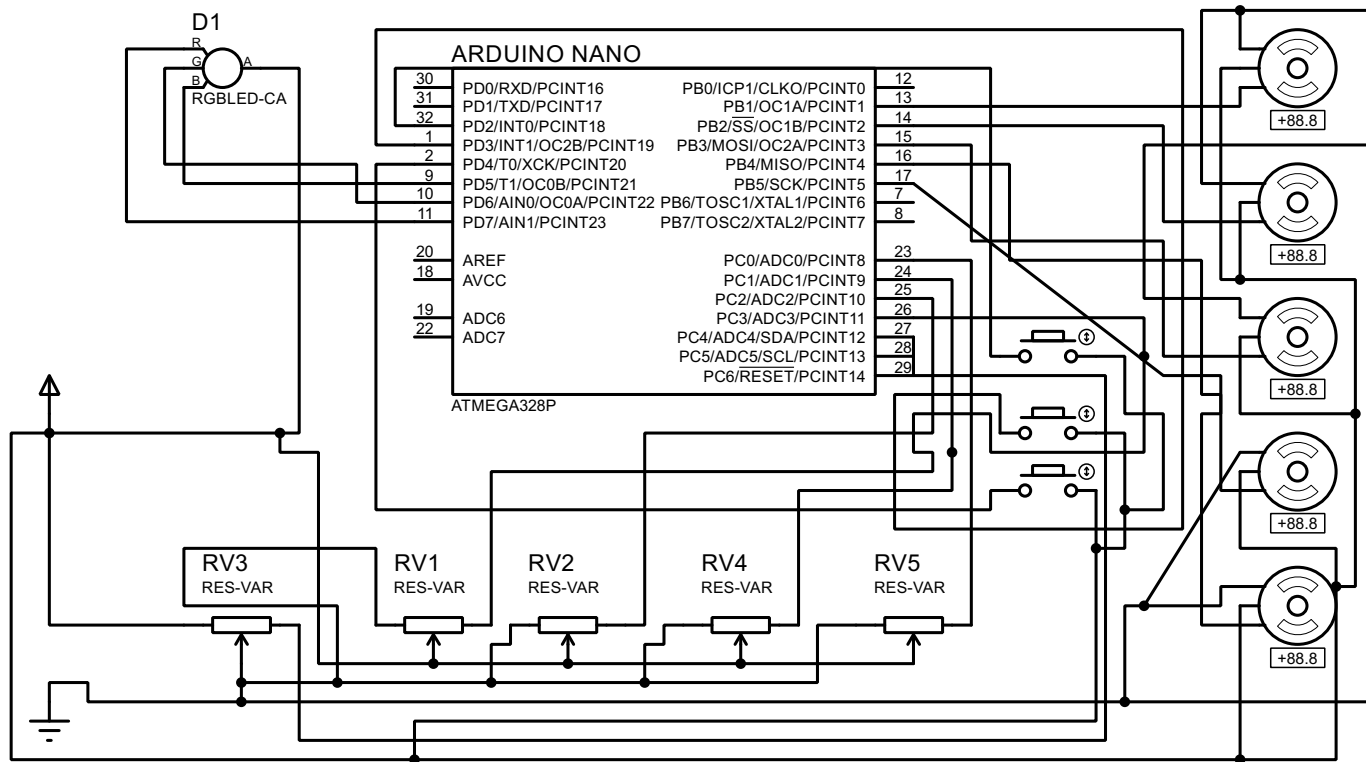 D1
R
G
B
A
RGBLED-CA
ARDUINO NANO
30 PD0/RXD/PCINT16
31 PD1/TXD/PCINT17
32 PD2/INT0/PCINT18
1 PD3/INT1/OC2B/PCINT19
2 PD4/T0/XCK/PCINT20
9 PD5/T1/OC0B/PCINT21
10 PD6/AIN0/OC0A/PCINT22
11 PD7/AIN1/PCINT23
20 AREF
18 AVCC
19 ADC6
22 ADC7
PB0/ICP1/CLKO/PCINT0 12
PB1/OC1A/PCINT1 13
PB2/SS/OC1B/PCINT2 14
PB3/MOSI/OC2A/PCINT3 15
PB4/MISO/PCINT4 16
PB5/SCK/PCINT5 17
PB6/TOSC1/XTAL1/PCINT6 7
PB7/TOSC2/XTAL2/PCINT7 8
PC0/ADC0/PCINT8 23
PC1/ADC1/PCINT9 24
PC2/ADC2/PCINT10 25
PC3/ADC3/PCINT11 26
PC4/ADC4/SDA/PCINT12 27
PC5/ADC5/SCL/PCINT13 28
PC6/RESET/PCINT14 29
ATMEGA328P
+88.8
+88.8
+88.8
+88.8
+88.8
RV3
RES-VAR
RV1
RES-VAR
RV2
RES-VAR
RV4
RES-VAR
RV5
RES-VAR